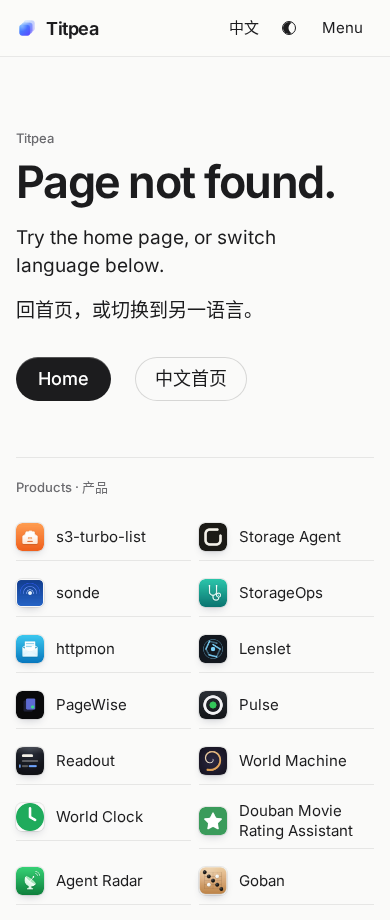 Titpea
中文
Menu
Titpea
Page not found.
Try the home page, or switch
language below.
回首页，或切换到另一语言。
Home
中文首页
Products · 产品
s3-turbo-list
Storage Agent
sonde
StorageOps
httpmon
Lenslet
PageWise
Pulse
Readout
World Machine
World Clock
Douban Movie
Rating Assistant
Agent Radar
Goban